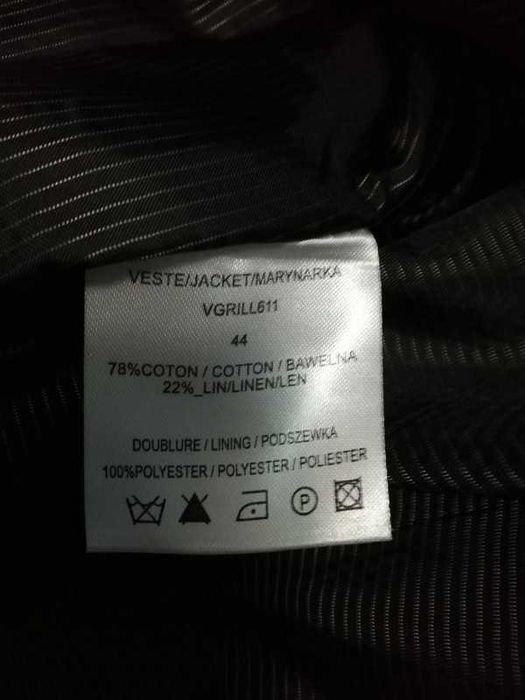 VESTE/JACKET/MARYNARKA
VGRILL611
44
78%COTON / COTTON / BAWEŁNA
22%_LIN/LINEN/LEN
DOUBLURE / LINING / PODSZEWKA
100%POLYESTER / POLYESTER / POLIESTER
P